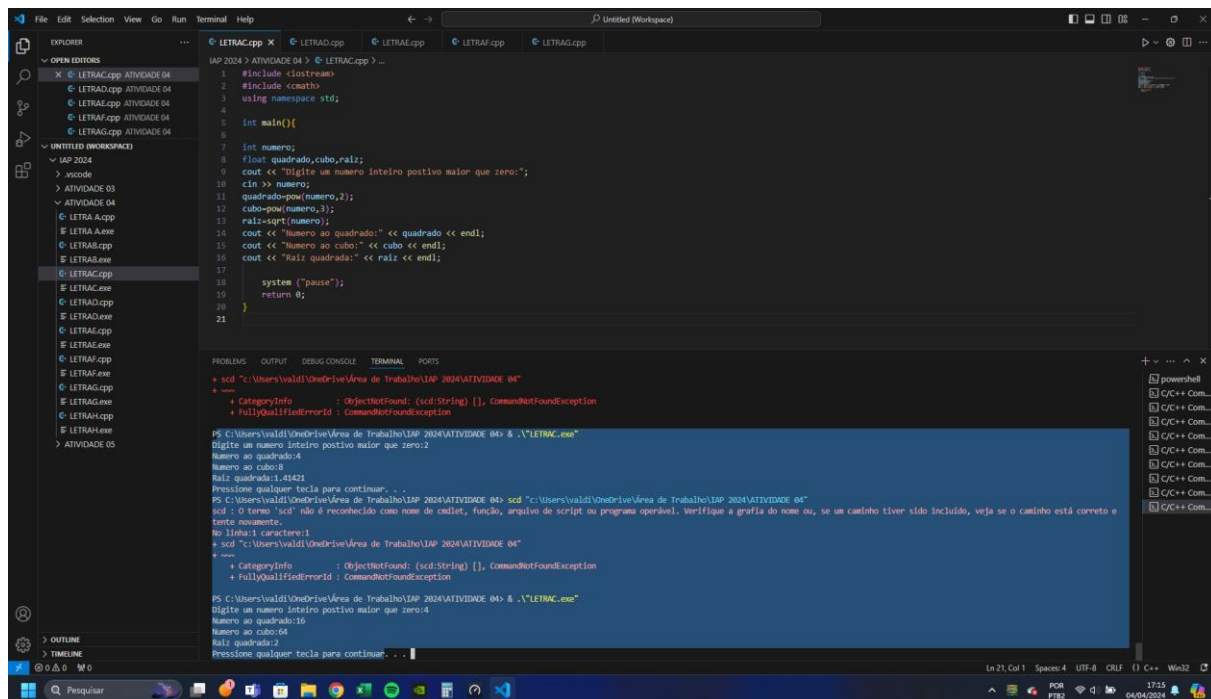 File Edit Selection View Go Run Terminal Help
Untitled (Workspace)
EXPLORER
OPEN EDITORS
LETRAC.cpp ATIVIDADE 04
LETRAD.cpp ATIVIDADE 04
LETRAE.cpp ATIVIDADE 04
LETRAF.cpp ATIVIDADE 04
LETRAG.cpp ATIVIDADE 04
UNTITLED (WORKSPACE)
IAP 2024
.vscode
ATIVIDADE 03
ATIVIDADE 04
LETRA A.cpp
LETRA A.exe
LETRAB.cpp
LETRAB.exe
LETRAC.cpp
LETRAC.exe
LETRAD.cpp
LETRAD.exe
LETRAE.cpp
LETRAE.exe
LETRAF.cpp
LETRAF.exe
LETRAG.cpp
LETRAG.exe
LETRAH.cpp
LETRAH.exe
ATIVIDADE 05
OUTLINE
TIMELINE
LETRAC.cpp LETRAD.cpp LETRAE.cpp LETRAF.cpp LETRAG.cpp
IAP 2024 > ATIVIDADE 04 > LETRAC.cpp > ...
1 #include <iostream>
2 #include <cmath>
3 using namespace std;
4
5 int main(){
6
7 int numero;
8 float quadrado,cubo,raiz;
9 cout << "Digite um numero inteiro postivo maior que zero:";
10 cin >> numero;
11 quadrado=pow(numero,2);
12 cubo=pow(numero,3);
13 raiz=sqrt(numero);
14 cout << "Numero ao quadrado:" << quadrado << endl;
15 cout << "Numero ao cubo:" << cubo << endl;
16 cout << "Raiz quadrada:" << raiz << endl;
17
18 system ("pause");
19 return 0;
20 }
21
PROBLEMS OUTPUT DEBUG CONSOLE TERMINAL PORTS
+ scd "c:\Users\valdi\OneDrive\Área de Trabalho\IAP 2024\ATIVIDADE 04"
+ ~~~
+ CategoryInfo : ObjectNotFound: (scd:String) [], CommandNotFoundException
+ FullyQualifiedErrorId : CommandNotFoundException
PS C:\Users\valdi\OneDrive\Área de Trabalho\IAP 2024\ATIVIDADE 04> & .\"LETRAC.exe"
Digite um numero inteiro postivo maior que zero:2
Numero ao quadrado:4
Numero ao cubo:8
Raiz quadrada:1.41421
Pressione qualquer tecla para continuar. . .
PS C:\Users\valdi\OneDrive\Área de Trabalho\IAP 2024\ATIVIDADE 04> scd "c:\Users\valdi\OneDrive\Área de Trabalho\IAP 2024\ATIVIDADE 04"
scd : O termo 'scd' não é reconhecido como nome de cmdlet, função, arquivo de script ou programa operável. Verifique a grafia do nome ou, se um caminho tiver sido incluído, veja se o caminho está correto e
tente novamente.
No linha:1 caractere:1
+ scd "c:\Users\valdi\OneDrive\Área de Trabalho\IAP 2024\ATIVIDADE 04"
+ ~~~
+ CategoryInfo : ObjectNotFound: (scd:String) [], CommandNotFoundException
+ FullyQualifiedErrorId : CommandNotFoundException
PS C:\Users\valdi\OneDrive\Área de Trabalho\IAP 2024\ATIVIDADE 04> & .\"LETRAC.exe"
Digite um numero inteiro postivo maior que zero:4
Numero ao quadrado:16
Numero ao cubo:64
Raiz quadrada:2
Pressione qualquer tecla para continuar. . .
powershell
C/C++ Com...
C/C++ Com...
C/C++ Com...
C/C++ Com...
C/C++ Com...
C/C++ Com...
C/C++ Com...
C/C++ Com...
C/C++ Com...
0 0 0
Ln 21, Col 1 Spaces: 4 UTF-8 CRLF {} C++ Win32
Pesquisar
POR
PTB2
17:15
04/04/2024